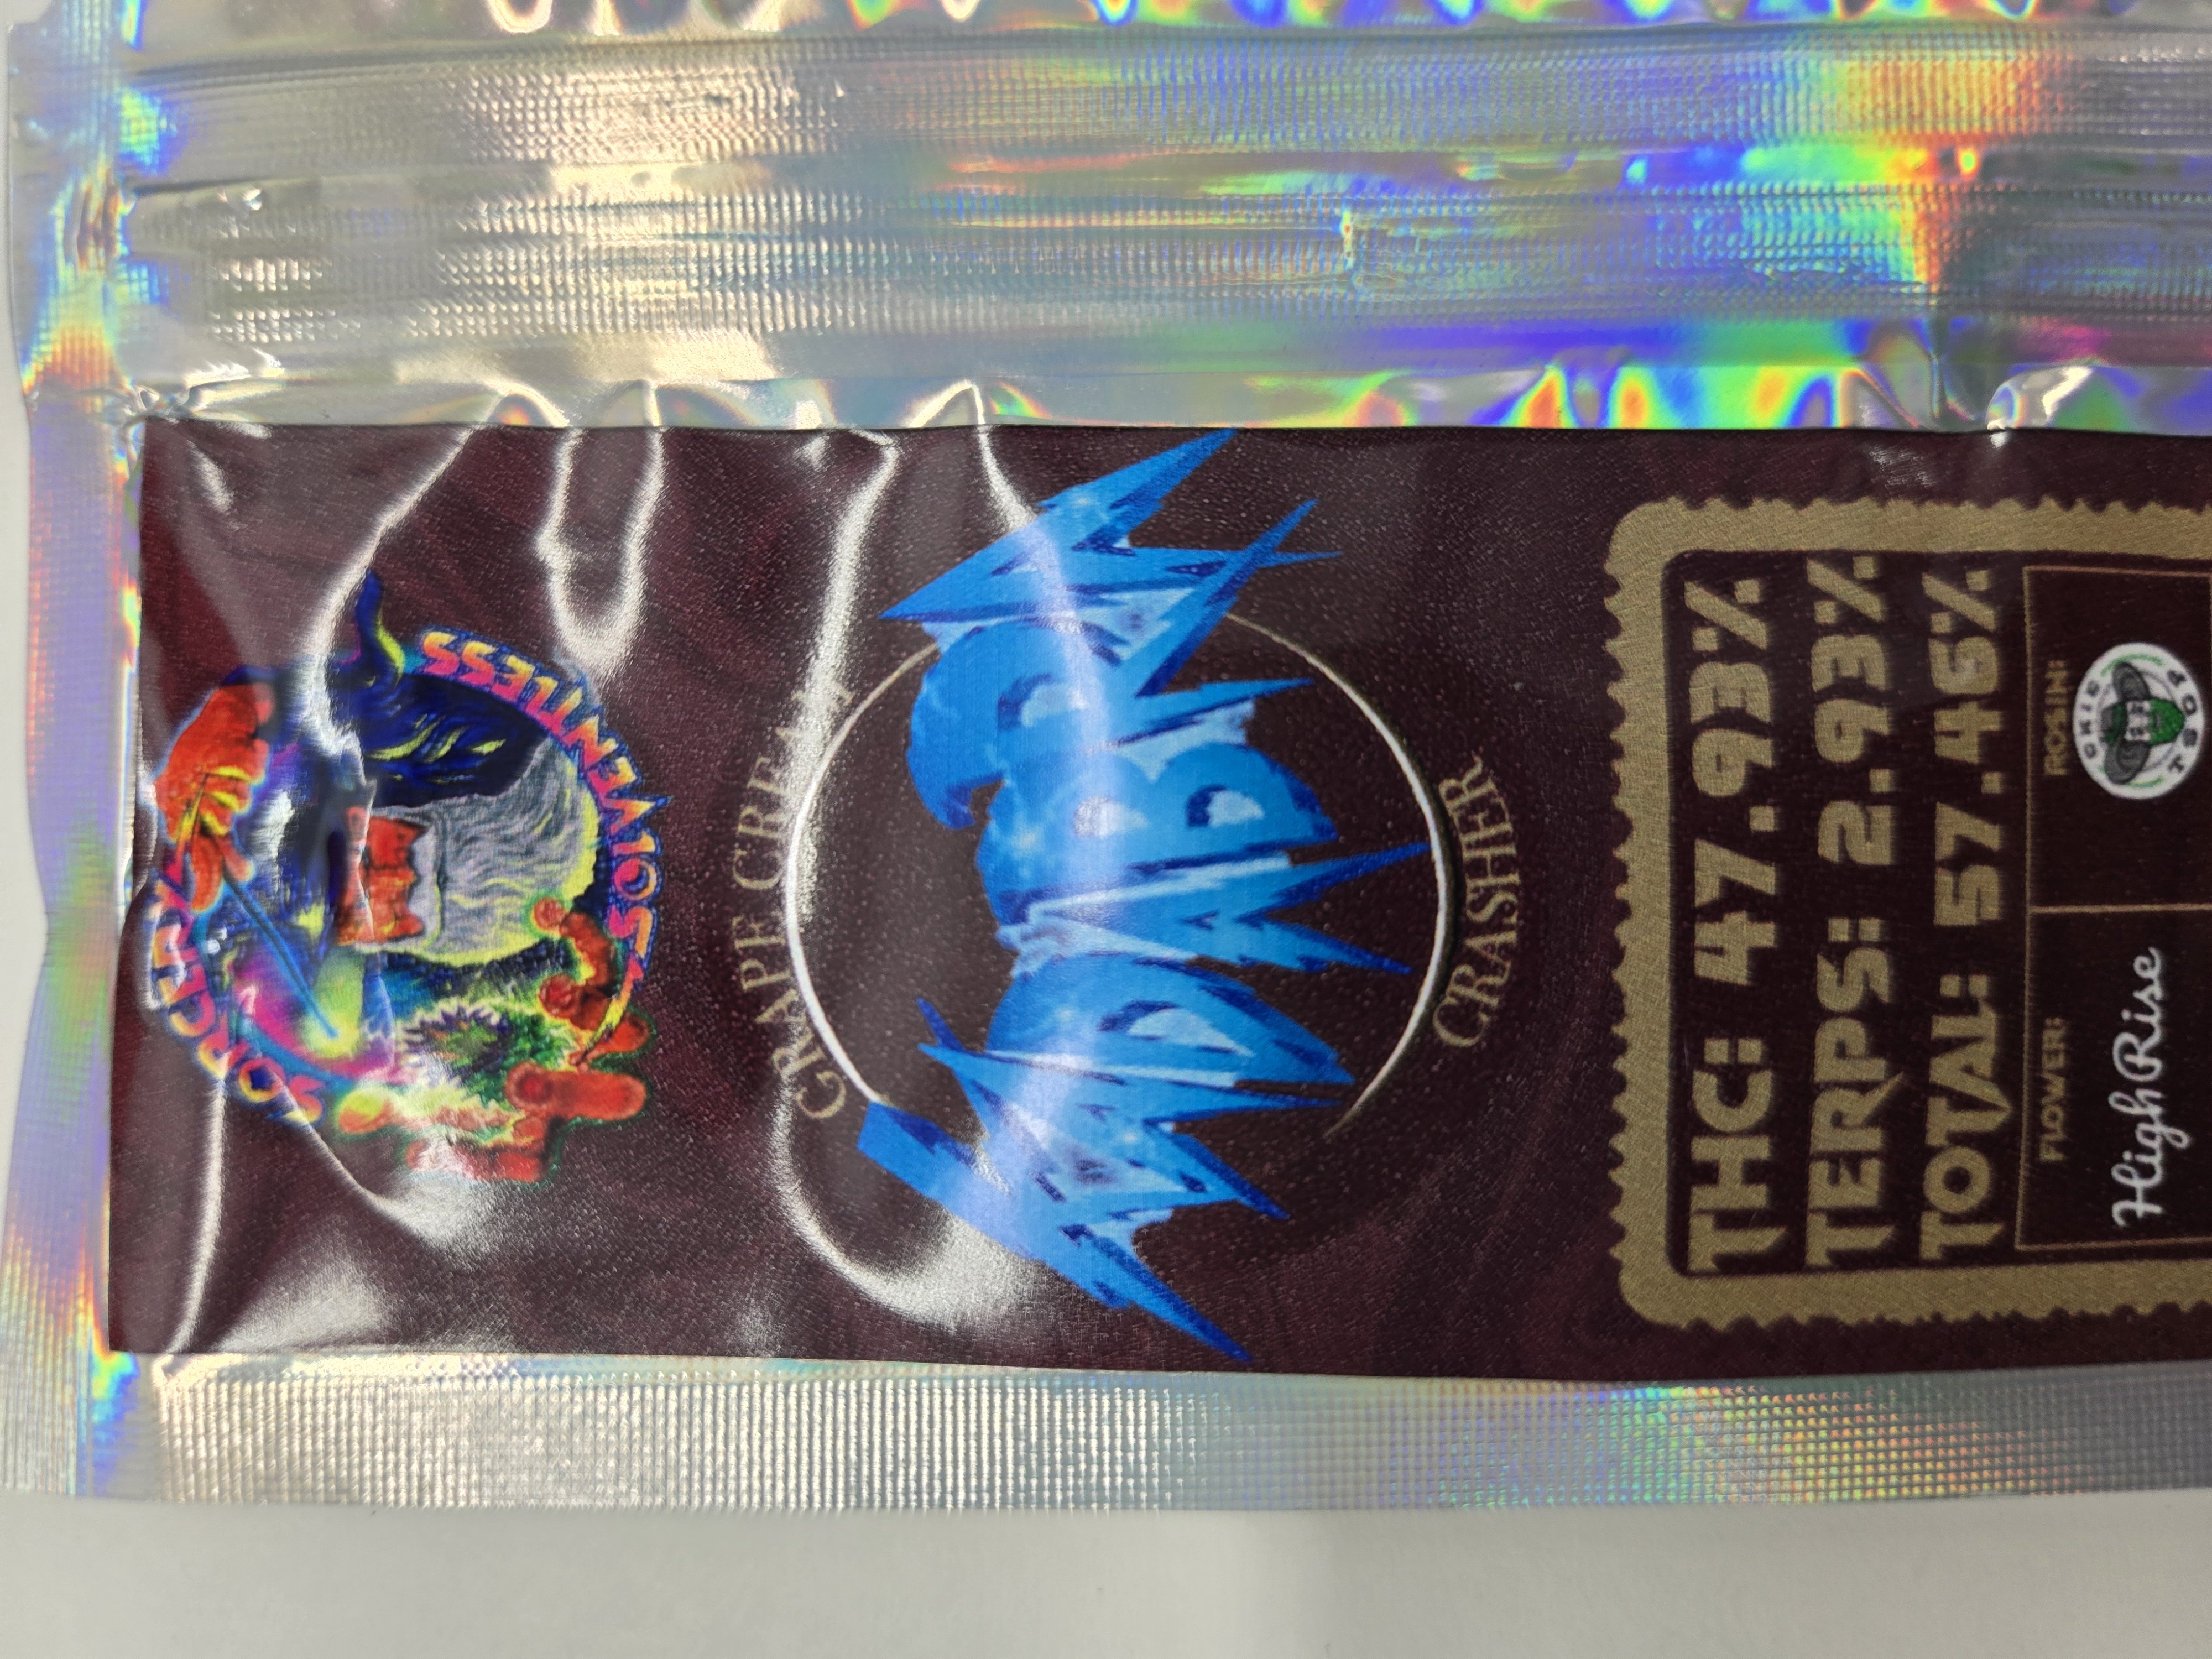 SORCERY
SOLVENTLESS
GRAPE CREAM
CRASHER
THC: 47.93%
TERPS: 2.93%
TOTAL: 57.46%
FLOWER: ROSIN:
HighRise